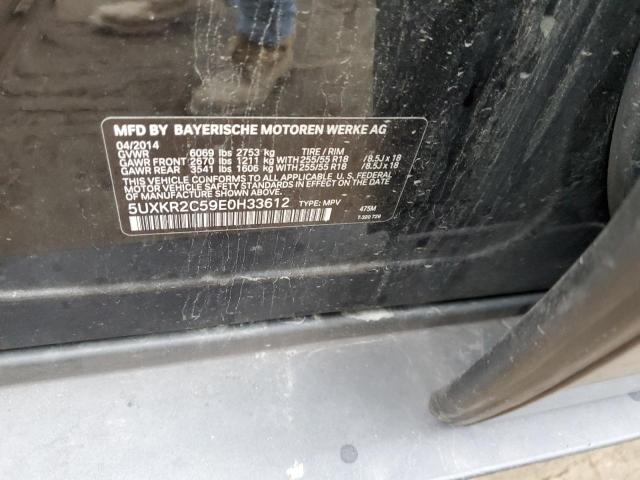 MFD BY BAYERISCHE MOTOREN WERKE AG
04/2014
GVWR 6069 lbs 2753 kg TIRE / RIM
GAWR FRONT 2670 lbs 1211 kg WITH 255/55 R18 / 8.5J x 18
GAWR REAR 3541 lbs 1606 kg WITH 255/55 R18 / 8.5J x 18
THIS VEHICLE CONFORMS TO ALL APPLICABLE U.S. FEDERAL
MOTOR VEHICLE SAFETY STANDARDS IN EFFECT ON THE
DATE OF MANUFACTURE SHOWN ABOVE.
5UXKR2C59E0H33612 TYPE: MPV 475M
T-320 729